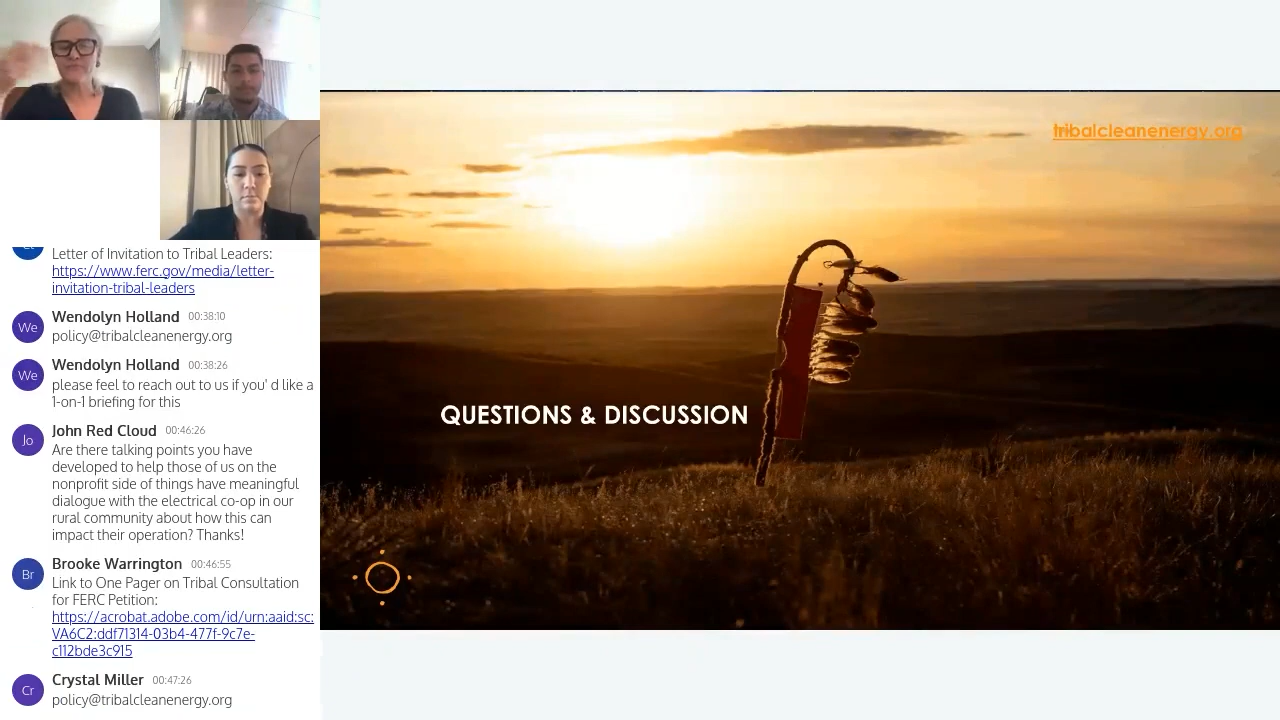 Letter of Invitation to Tribal Leaders:
https://www.ferc.gov/media/letter-
invitation-tribal-leaders
We
Wendolyn Holland 00:38:10
policy@tribalcleanenergy.org
We
Wendolyn Holland 00:38:26
please feel to reach out to us if you' d like a
1-on-1 briefing for this
Jo
John Red Cloud 00:46:26
Are there talking points you have
developed to help those of us on the
nonprofit side of things have meaningful
dialogue with the electrical co-op in our
rural community about how this can
impact their operation? Thanks!
Br
Brooke Warrington 00:46:55
Link to One Pager on Tribal Consultation
for FERC Petition:
https://acrobat.adobe.com/id/urn:aaid:sc:
VA6C2:ddf71314-03b4-477f-9c7e-
c112bde3c915
Cr
Crystal Miller 00:47:26
policy@tribalcleanenergy.org
tribalcleanenergy.org
QUESTIONS & DISCUSSION